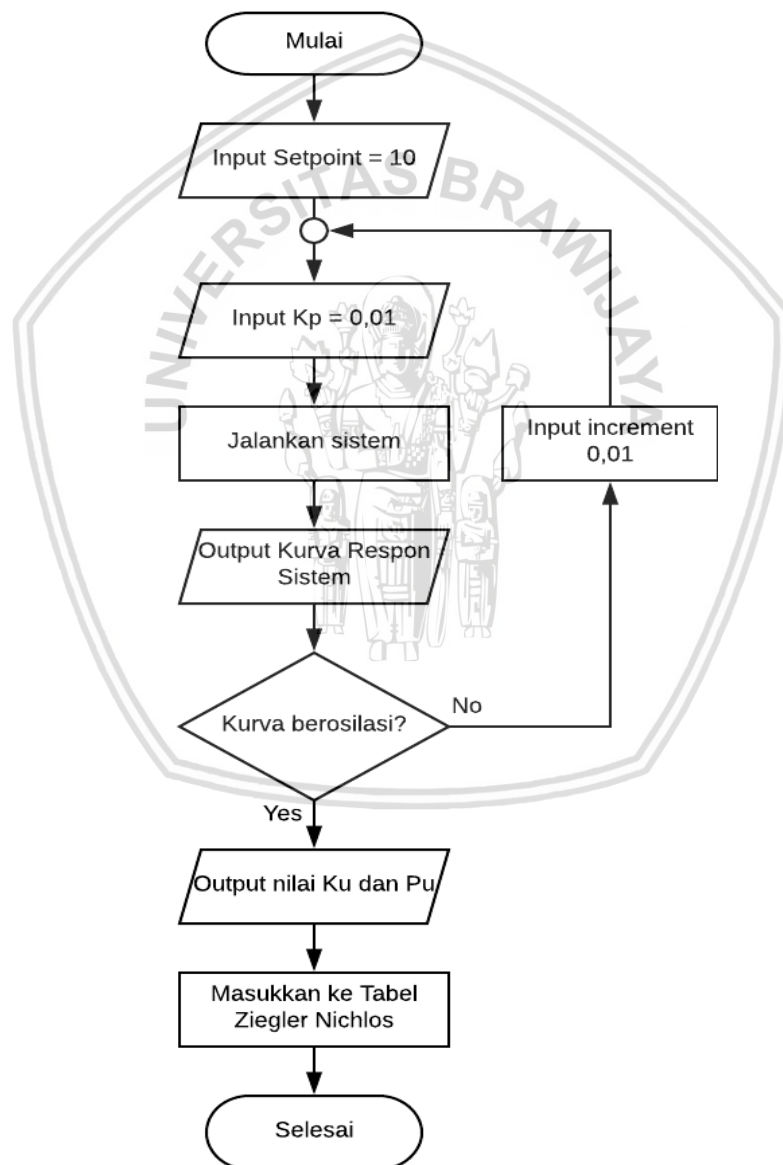 Mulai
Input Setpoint = 10
UNIVERSITAS BRAWIJAYA
Input Kp = 0,01
Jalankan sistem
Input increment
0,01
Output Kurva Respon
Sistem
Kurva berosilasi?
No
Yes
Output nilai Ku dan Pu
Masukkan ke Tabel
Ziegler Nichlos
Selesai